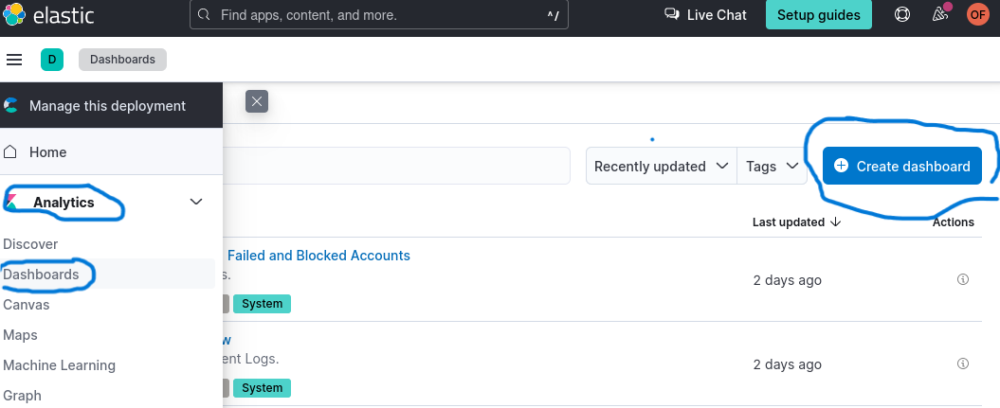 elastic
Find apps, content, and more.
^/
Live Chat
Setup guides
OF
D
Dashboards
Manage this deployment
Home
Recently updated
Tags
Create dashboard
Analytics
Last updated
Actions
Discover
Failed and Blocked Accounts
Dashboards
s.
2 days ago
Canvas
System
Maps
w
Machine Learning
ent Logs.
2 days ago
Graph
System